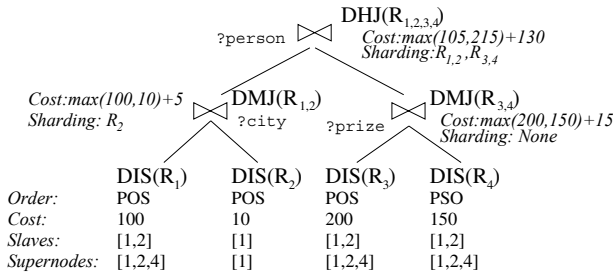 DHJ(R1,2,3,4)
?person
Cost:max(105,215)+130
Sharding:R1,2 ,R3,4
Cost:max(100,10)+5
Sharding: R2
DMJ(R1,2)
?city
DMJ(R3,4)
?prize
Cost:max(200,150)+15
Sharding: None
DIS(R1) DIS(R2) DIS(R3) DIS(R4)
Order: POS POS POS PSO
Cost: 100 10 200 150
Slaves: [1,2] [1] [1,2] [1,2]
Supernodes: [1,2,4] [1] [1,2,4] [1,2,4]